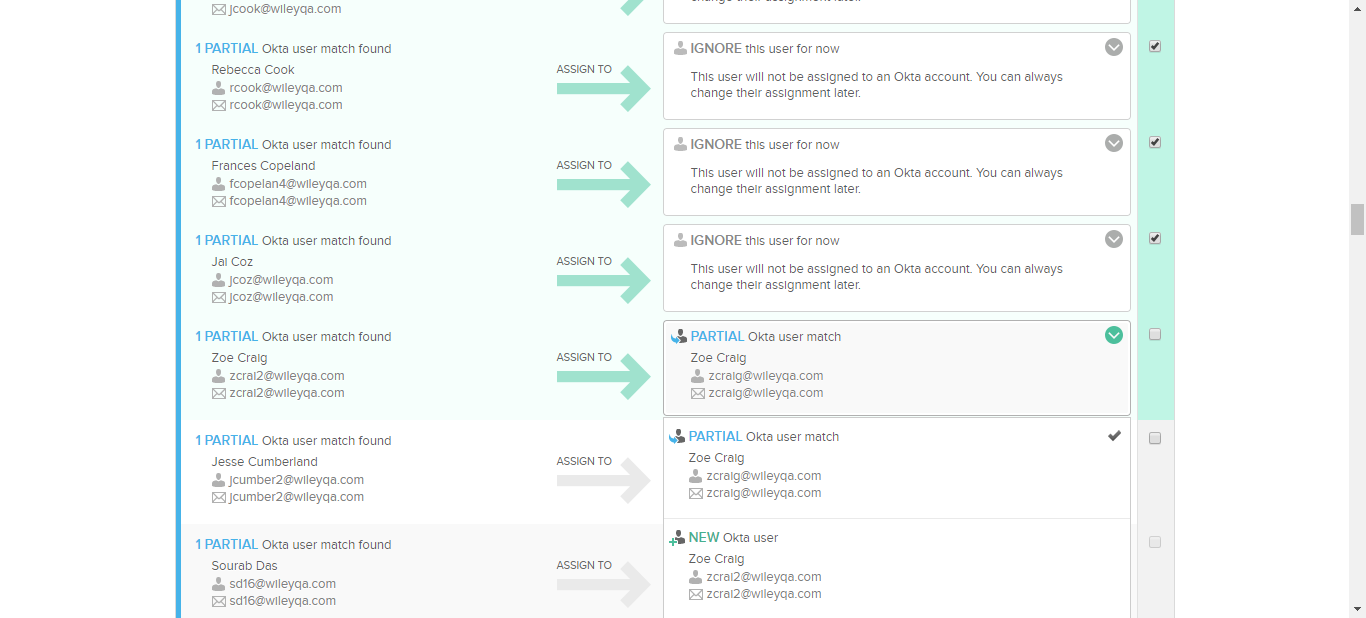 jcook@wileyqa.com
change their assignment later.
1 PARTIAL Okta user match found
Rebecca Cook
rcook@wileyqa.com
rcook@wileyqa.com
ASSIGN TO
IGNORE this user for now
This user will not be assigned to an Okta account. You can always
change their assignment later.
1 PARTIAL Okta user match found
Frances Copeland
fcopelan4@wileyqa.com
fcopelan4@wileyqa.com
ASSIGN TO
IGNORE this user for now
This user will not be assigned to an Okta account. You can always
change their assignment later.
1 PARTIAL Okta user match found
Jai Coz
jcoz@wileyqa.com
jcoz@wileyqa.com
ASSIGN TO
IGNORE this user for now
This user will not be assigned to an Okta account. You can always
change their assignment later.
1 PARTIAL Okta user match found
Zoe Craig
zcrai2@wileyqa.com
zcrai2@wileyqa.com
ASSIGN TO
PARTIAL Okta user match
Zoe Craig
zcraig@wileyqa.com
zcraig@wileyqa.com
1 PARTIAL Okta user match found
Jesse Cumberland
jcumber2@wileyqa.com
jcumber2@wileyqa.com
ASSIGN TO
PARTIAL Okta user match
Zoe Craig
zcraig@wileyqa.com
zcraig@wileyqa.com
1 PARTIAL Okta user match found
Sourab Das
sd16@wileyqa.com
sd16@wileyqa.com
ASSIGN TO
NEW Okta user
Zoe Craig
zcrai2@wileyqa.com
zcrai2@wileyqa.com